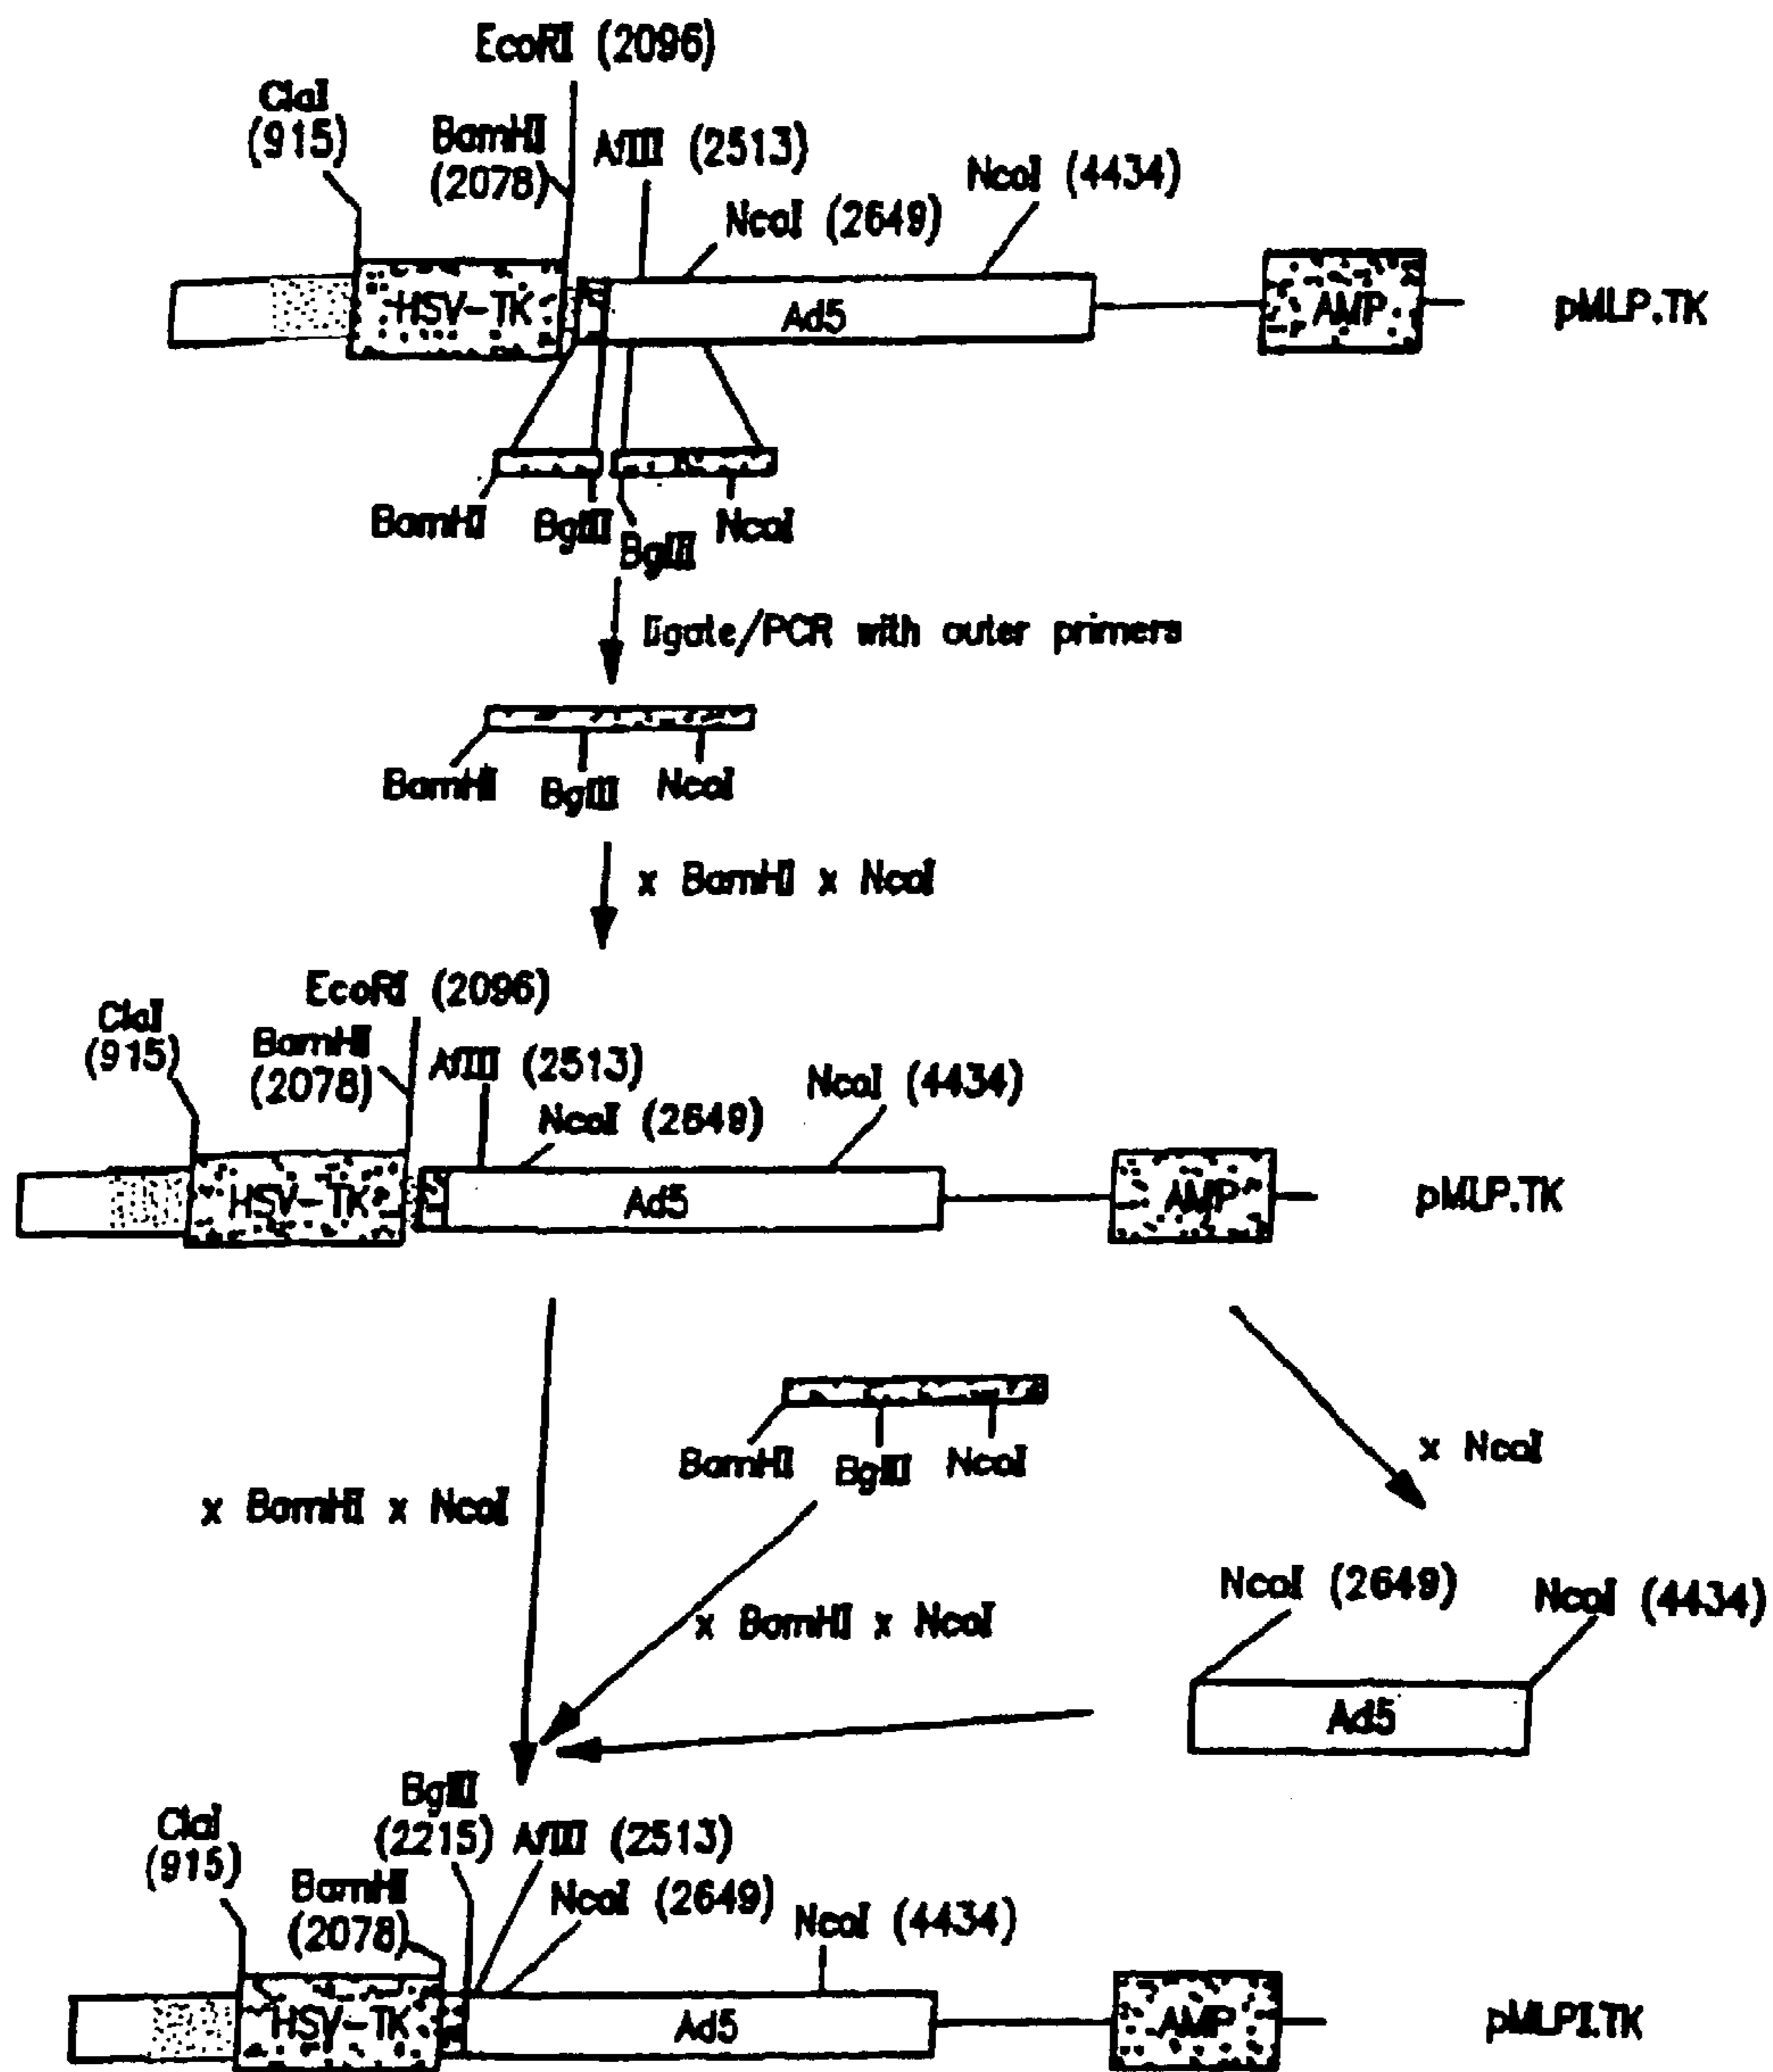 EcoRI (2096)
ClaI
(915)
BamHI
(2078)
AflII (2513)
NcoI (2649)
NcoI (4434)
HSV-TK
Ad5
AMP
pMLP.TK
BamHI
BglII
BglII
NcoI
ligate/PCR with outer primers
BamHI
BglII
NcoI
x BamHI x NcoI
EcoRI (2096)
ClaI
(915)
BamHI
(2078)
AflII (2513)
NcoI (2649)
NcoI (4434)
HSV-TK
Ad5
AMP
pMLP.TK
BamHI
BglII
NcoI
x NcoI
x BamHI x NcoI
x BamHI x NcoI
NcoI (2649)
NcoI (4434)
Ad5
BglII
(2215)
AflII (2513)
ClaI
(915)
BamHI
(2078)
NcoI (2649)
NcoI (4434)
HSV-TK
Ad5
AMP
pMLPI.TK